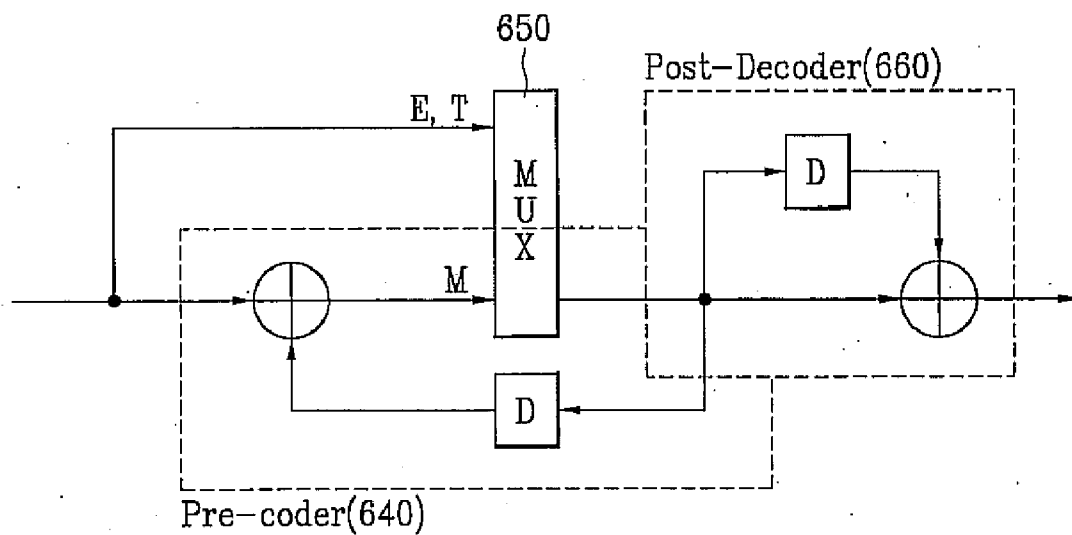 650
Post-Decoder(660)
E, T
D
M
U
X
M
D
Pre-coder(640)